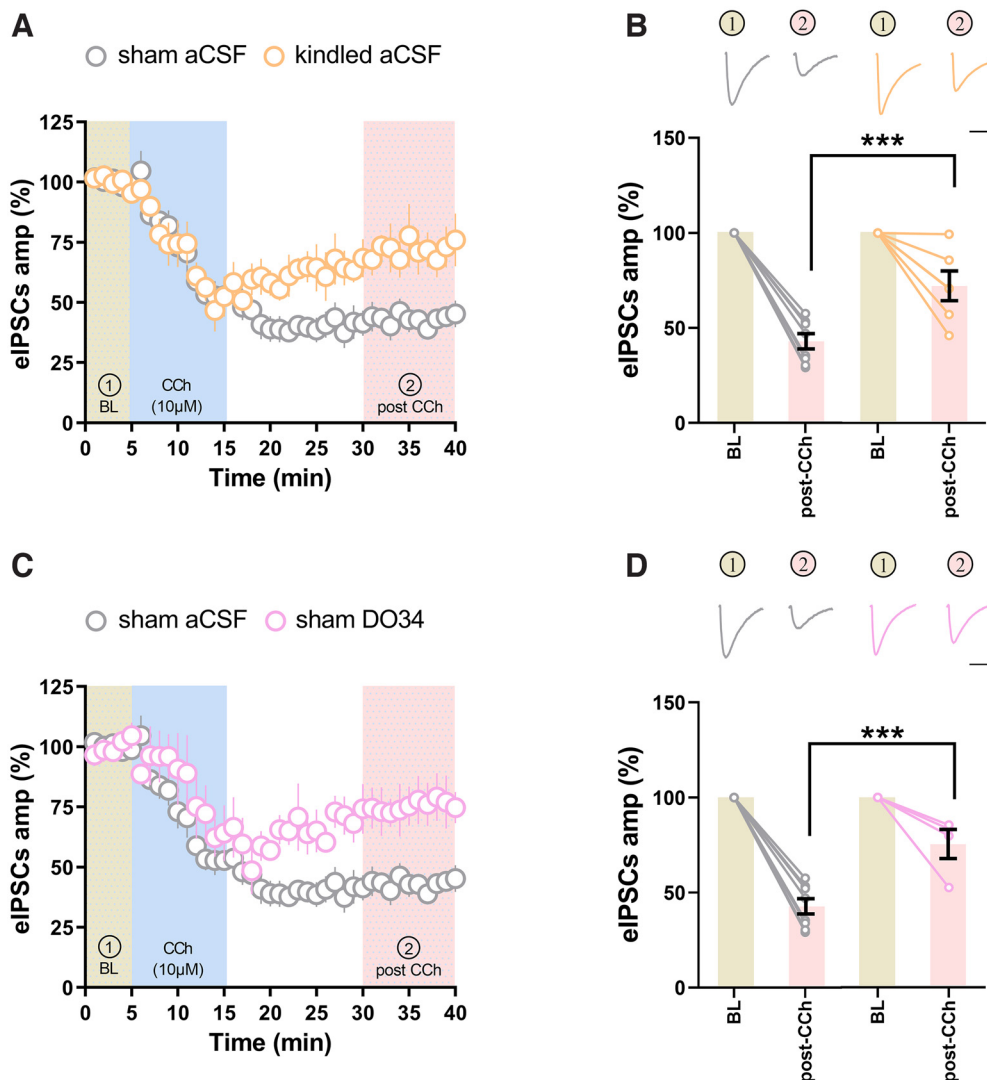 A
sham aCSF kindled aCSF
eIPSCs amp (%)
125
100
75
50
25
0
1
BL
CCh
(10μM)
2
post CCh
0 5 10 15 20 25 30 35 40
Time (min)
B
1 2 1 2
eIPSCs amp (%)
150
100
50
0
***
BL post-CCh BL post-CCh
C
sham aCSF sham DO34
eIPSCs amp (%)
125
100
75
50
25
0
1
BL
CCh
(10μM)
2
post CCh
0 5 10 15 20 25 30 35 40
Time (min)
D
1 2 1 2
eIPSCs amp (%)
150
100
50
0
***
BL post-CCh BL post-CCh